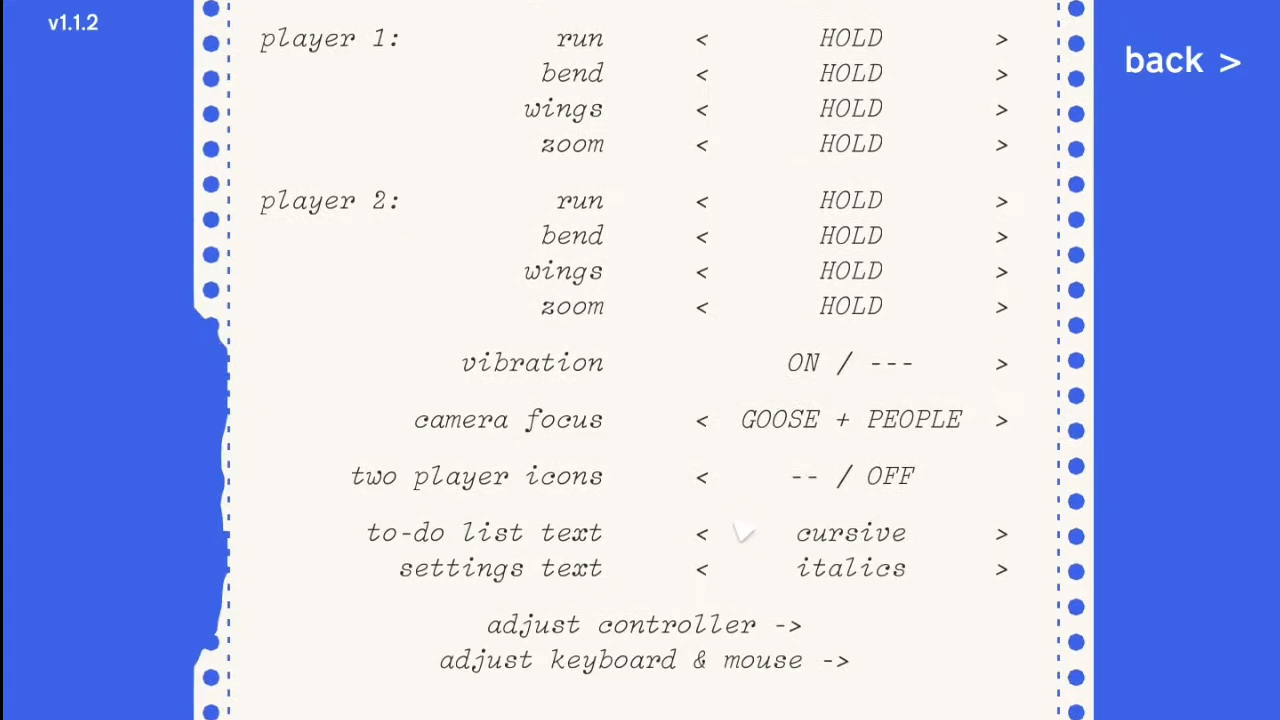 v1.1.2
back >
player 1: run < HOLD >
bend < HOLD >
wings < HOLD >
zoom < HOLD >
player 2: run < HOLD >
bend < HOLD >
wings < HOLD >
zoom < HOLD >
vibration ON / --- >
camera focus < GOOSE + PEOPLE >
two player icons < -- / OFF
to-do list text < cursive >
settings text < italics >
adjust controller ->
adjust keyboard & mouse ->